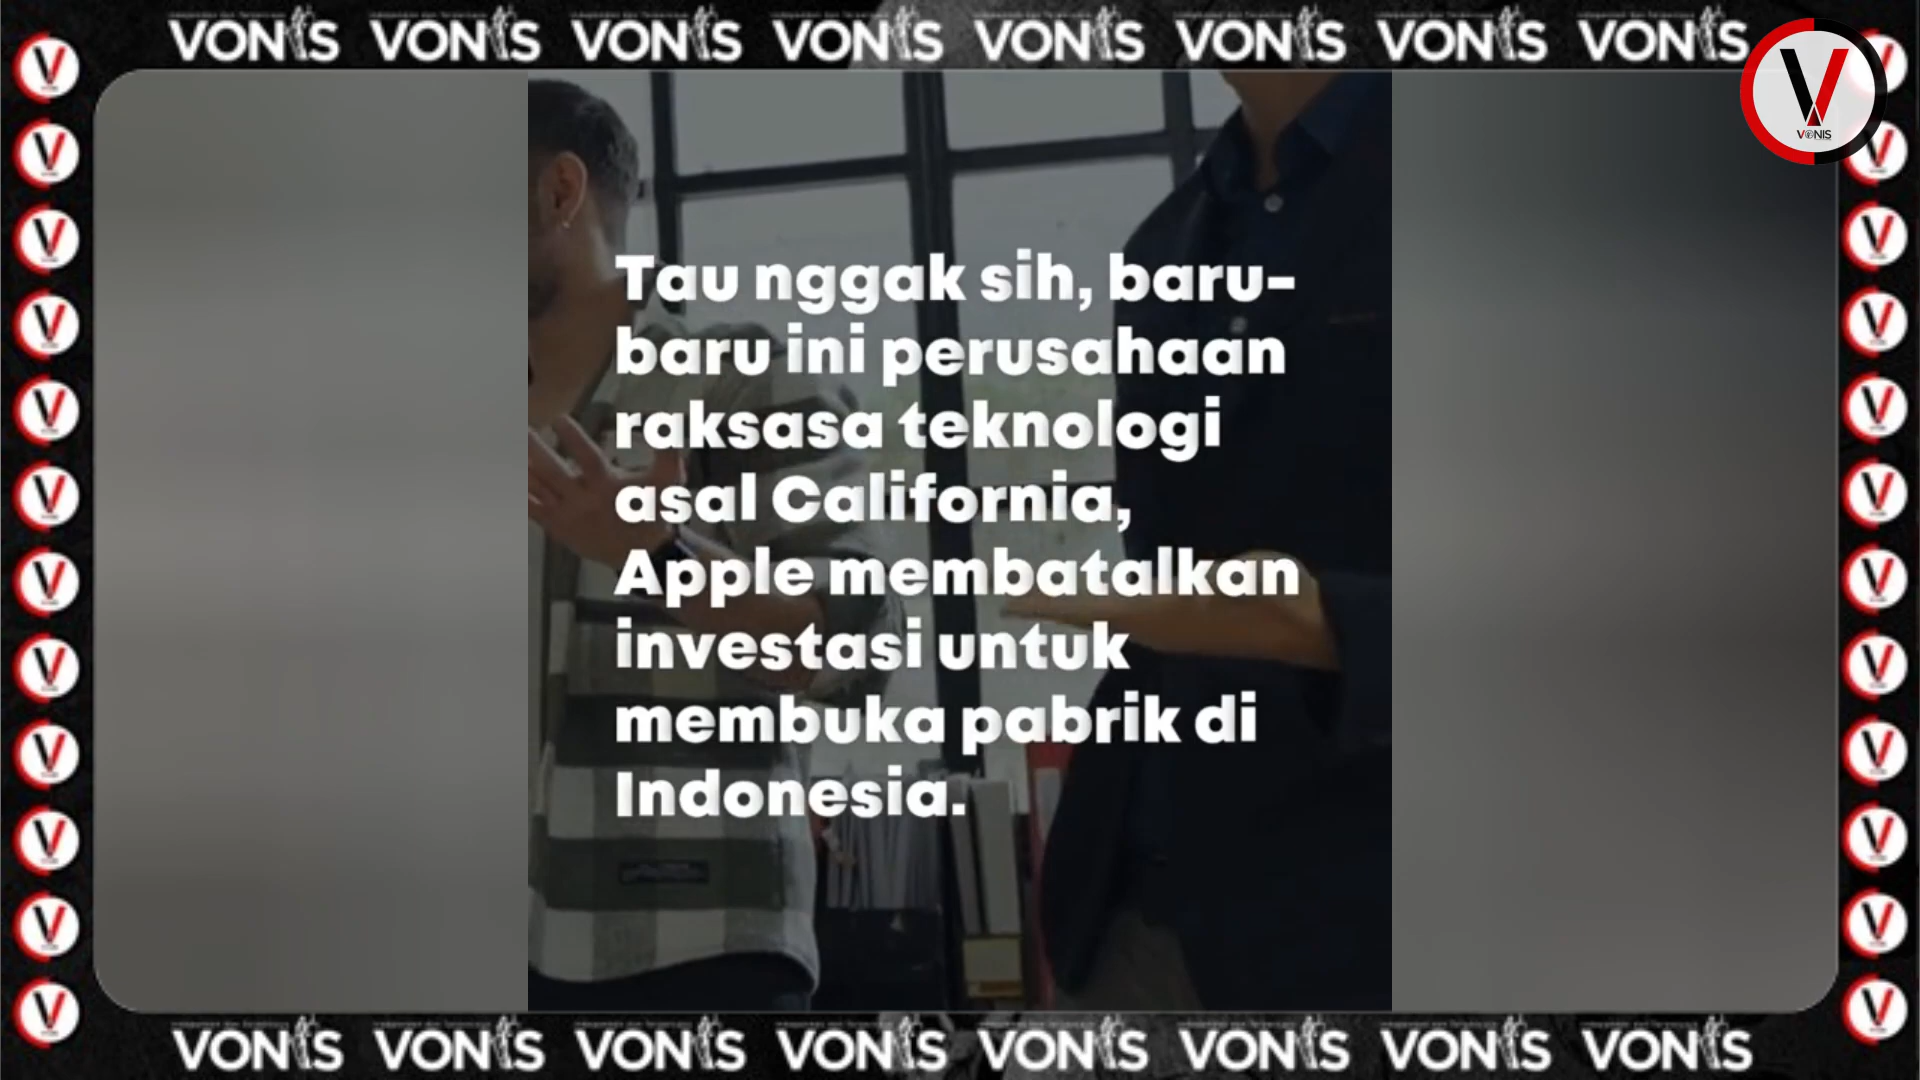 VONIS VONIS VONIS VONIS VONIS VONIS VONIS VONIS
VONIS
Tau nggak sih, baru-
baru ini perusahaan
raksasa teknologi
asal California,
Apple membatalkan
investasi untuk
membuka pabrik di
Indonesia.
VONIS VONIS VONIS VONIS VONIS VONIS VONIS VONIS